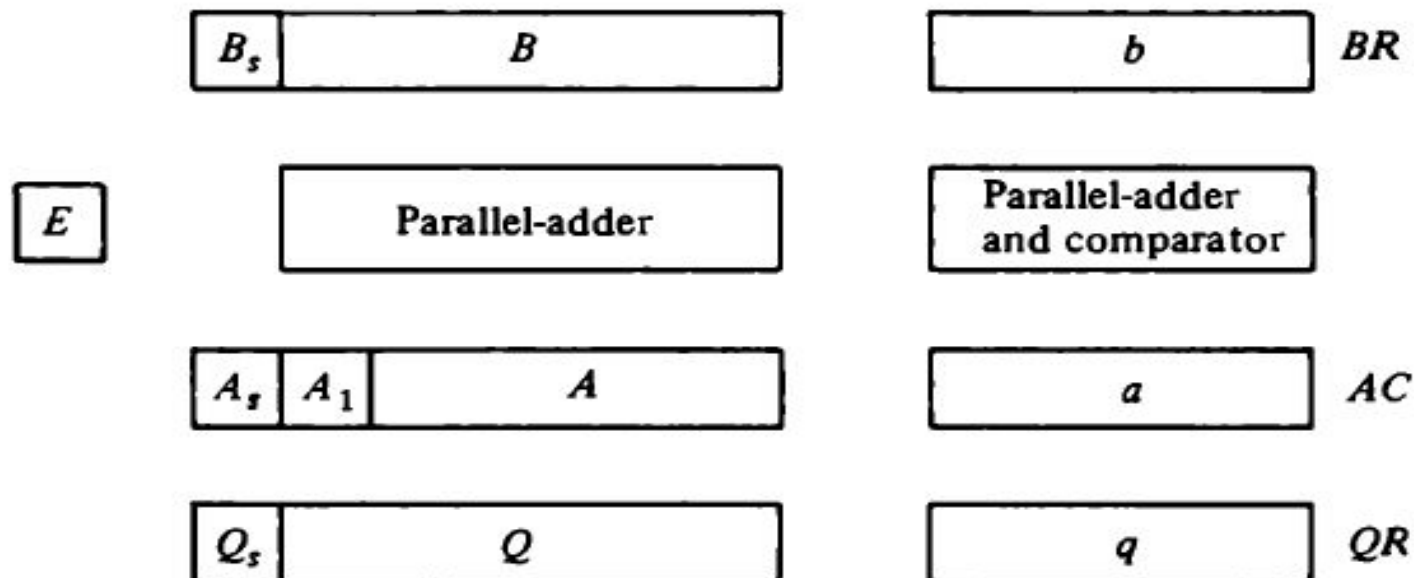 B_s B b BR
E Parallel-adder Parallel-adder and comparator
A_s A_1 A a AC
Q_s Q q QR